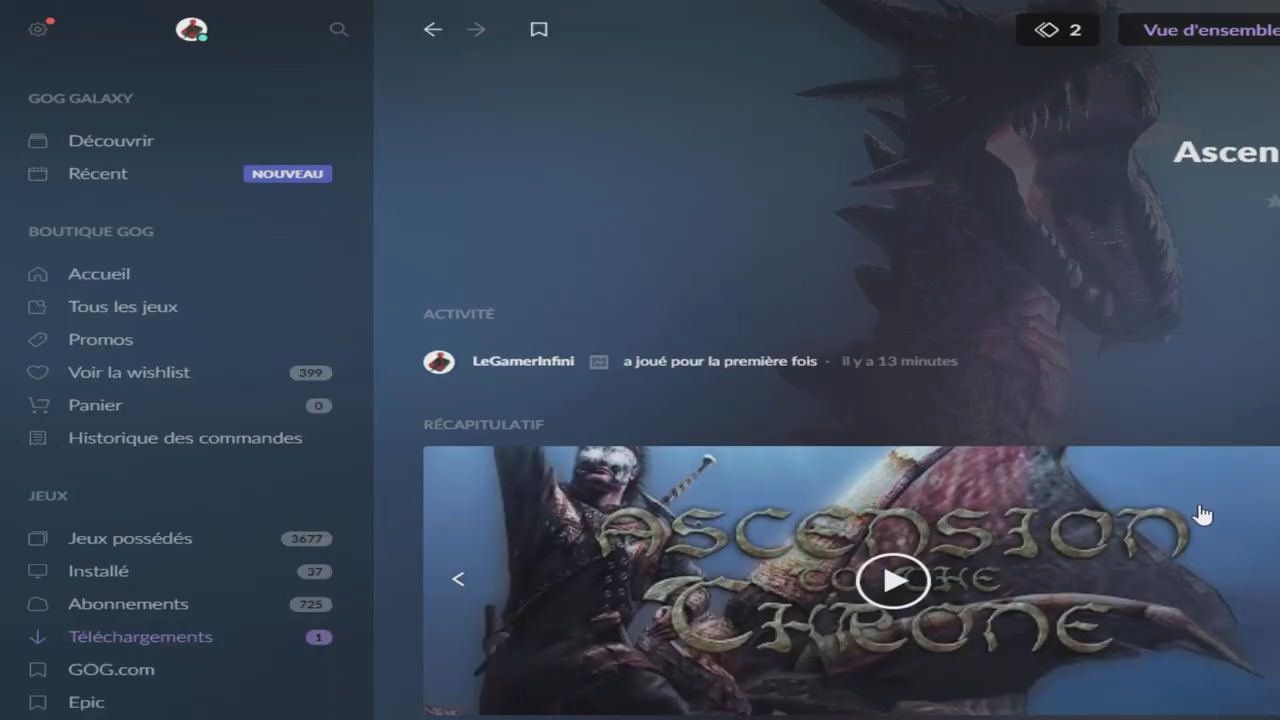 2
Vue d'ensemble
GOG GALAXY
Découvrir
Ascen
Récent
NOUVEAU
BOUTIQUE GOG
Accueil
Tous les jeux
ACTIVITÉ
Promos
LeGamerInfini a joué pour la première fois - il y a 13 minutes
Voir la wishlist
399
Panier
0
RÉCAPITULATIF
Historique des commandes
JEUX
Jeux possédés
3677
ASCENSION
Installé
37
TO THE
Abonnements
725
THRONE
Téléchargements
1
GOG.com
Epic